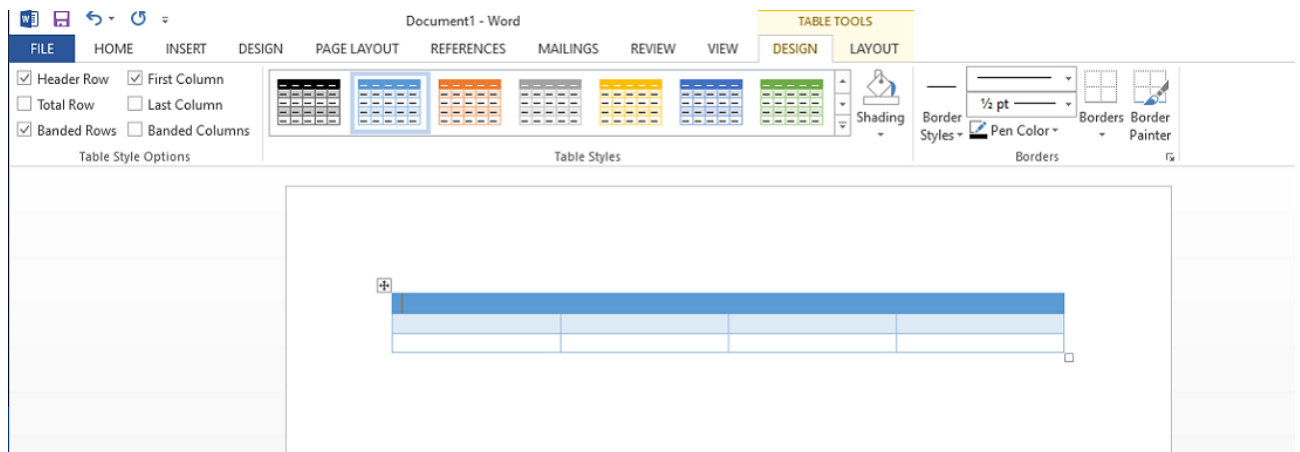 Document1 - Word
TABLE TOOLS
FILE HOME INSERT DESIGN PAGE LAYOUT REFERENCES MAILINGS REVIEW VIEW DESIGN LAYOUT
Header Row First Column
Total Row Last Column
Banded Rows Banded Columns
Table Style Options
Table Styles
Shading
Border
Styles
½ pt
Pen Color
Borders
Border
Painter
Borders